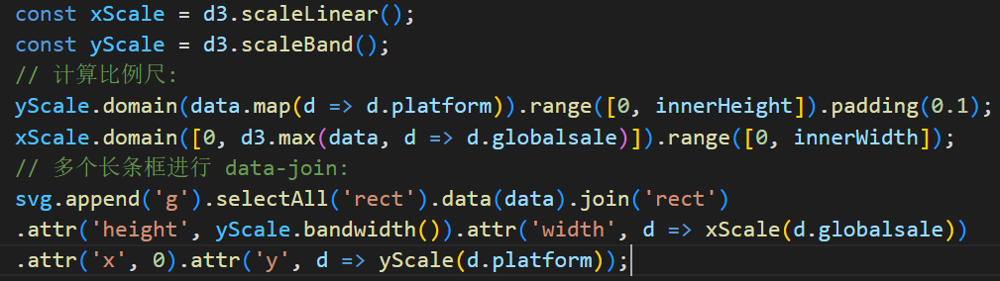 const xScale = d3.scaleLinear();
const yScale = d3.scaleBand();
// 计算比例尺:
yScale.domain(data.map(d => d.platform)).range([0, innerHeight]).padding(0.1);
xScale.domain([0, d3.max(data, d => d.globalsale)]).range([0, innerWidth]);
// 多个长条框进行 data-join:
svg.append('g').selectAll('rect').data(data).join('rect')
.attr('height', yScale.bandwidth()).attr('width', d => xScale(d.globalsale))
.attr('x', 0).attr('y', d => yScale(d.platform));